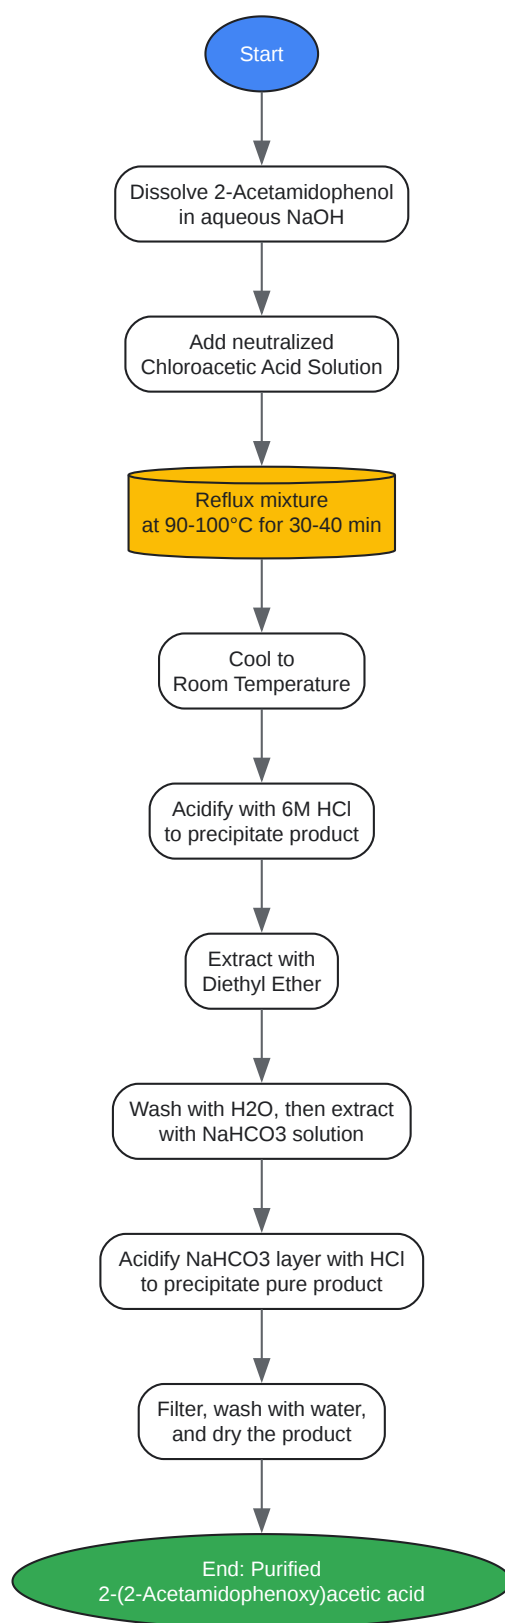 Start
Dissolve 2-Acetamidophenol
in aqueous NaOH
Add neutralized
Chloroacetic Acid Solution
Reflux mixture
at 90-100°C for 30-40 min
Cool to
Room Temperature
Acidify with 6M HCl
to precipitate product
Extract with
Diethyl Ether
Wash with H2O, then extract
with NaHCO3 solution
Acidify NaHCO3 layer with HCl
to precipitate pure product
Filter, wash with water,
and dry the product
End: Purified
2-(2-Acetamidophenoxy)acetic acid